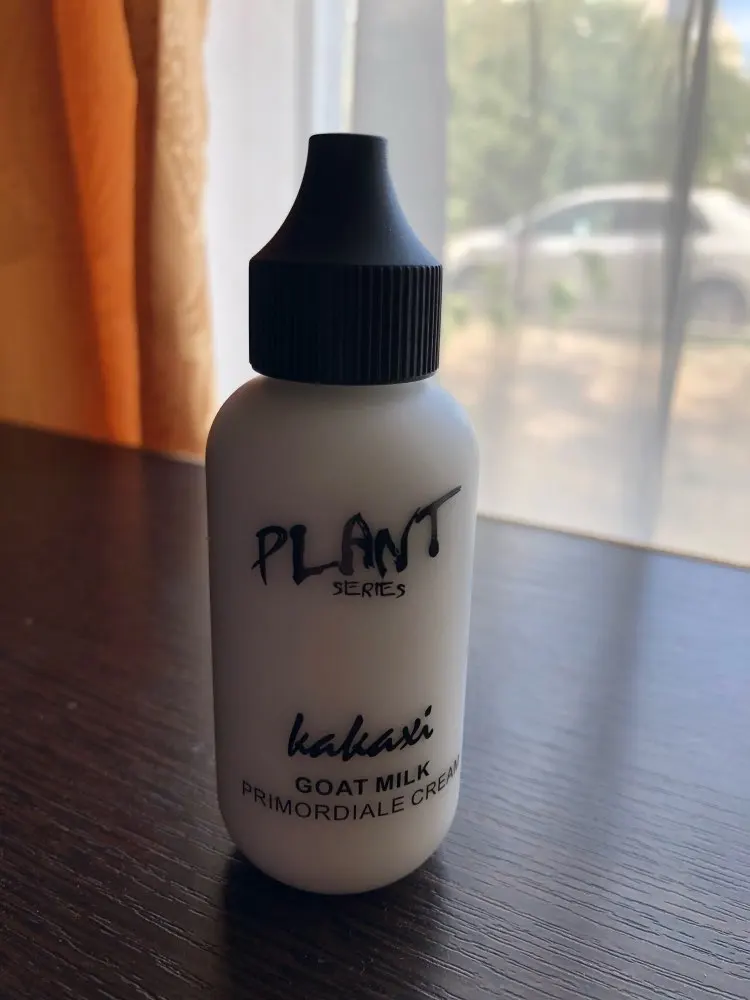 PLANT
SERIES
kakaxi
GOAT MILK
PRIMORDIALE CREAM